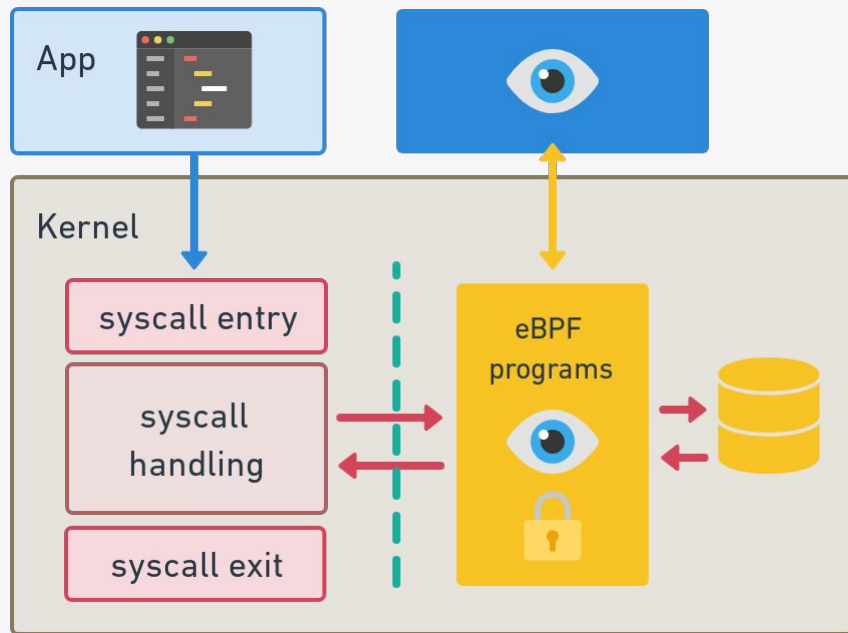 App
Kernel
syscall entry
syscall
handling
syscall exit
eBPF
programs